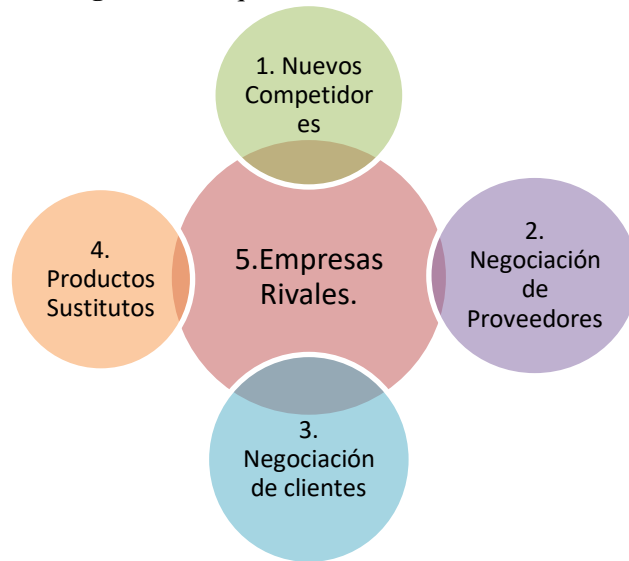 1. Nuevos
Competidor
es
2.
Negociación
de
Proveedores
4.
Productos
Sustitutos
5.Empresas
Rivales.
3.
Negociación
de clientes